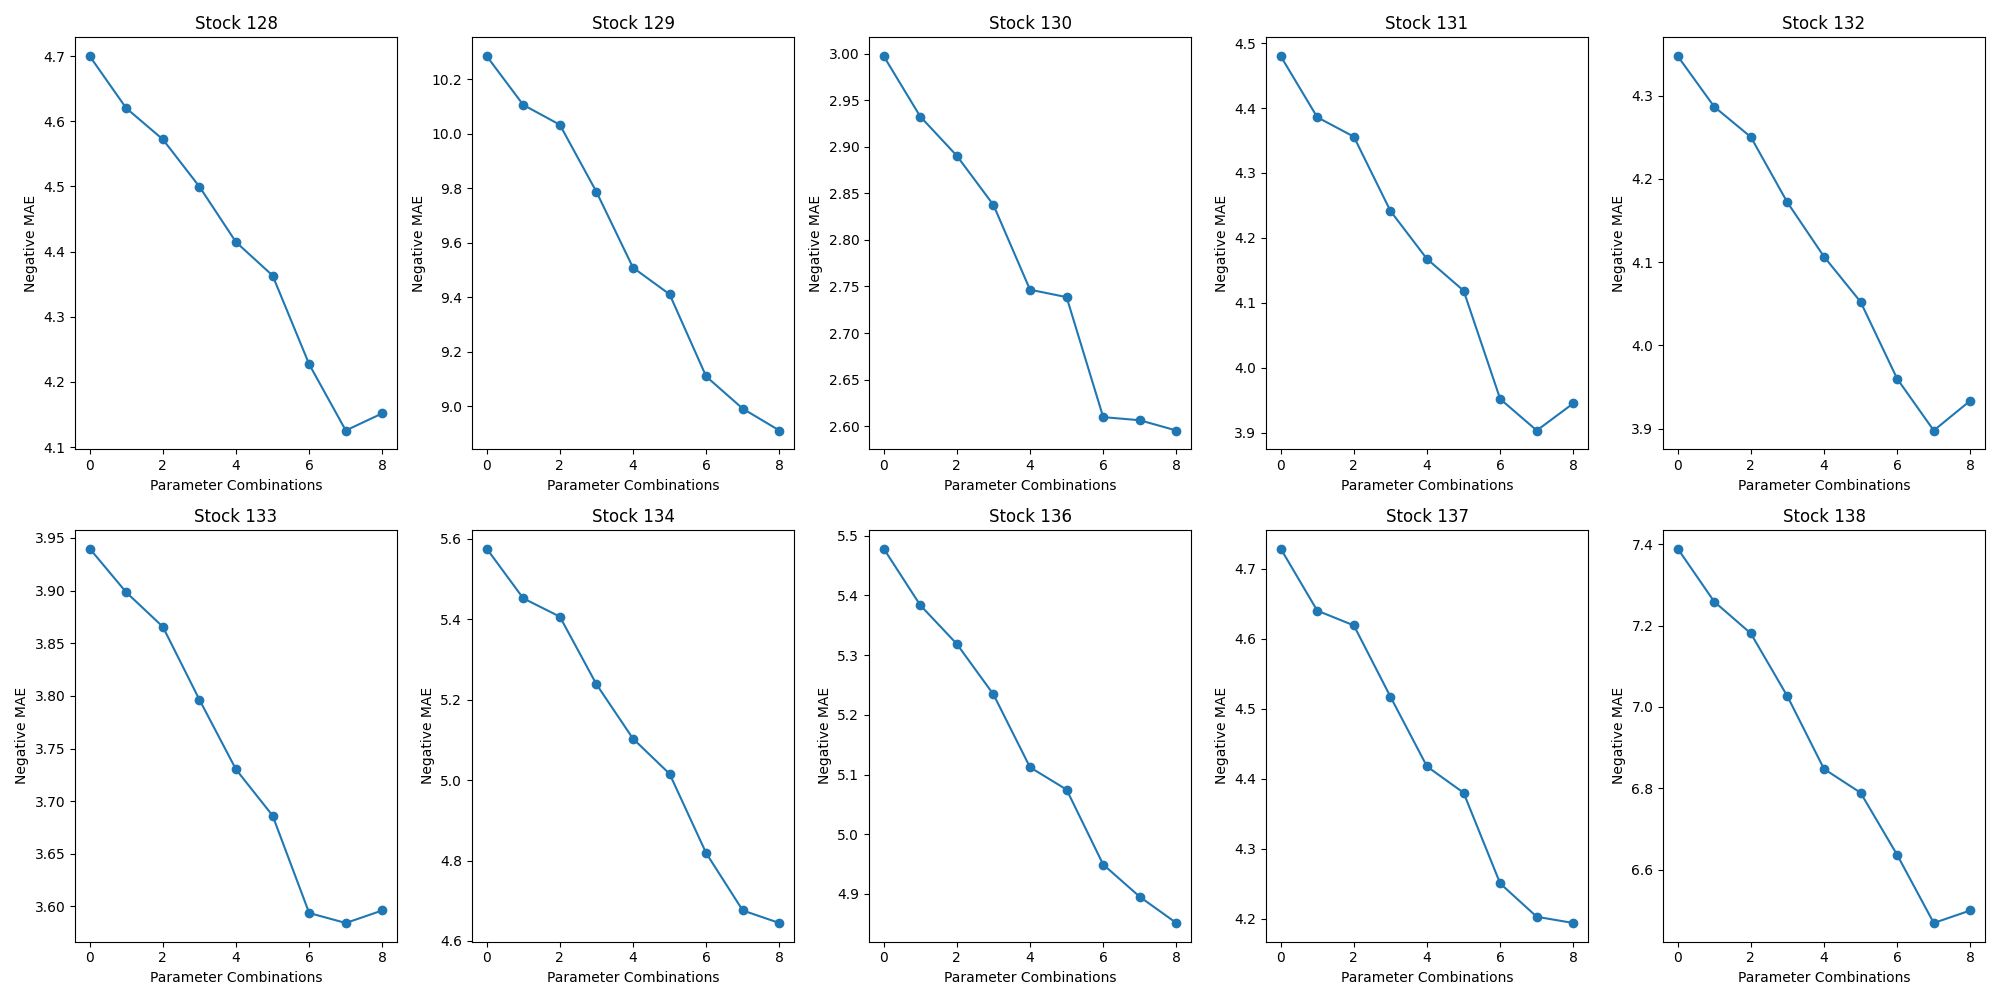 Stock 128
4.7
4.6
4.5
4.4
4.3
4.2
4.1
Negative MAE
0 2 4 6 8
Parameter Combinations
Stock 129
10.2
10.0
9.8
9.6
9.4
9.2
9.0
Negative MAE
0 2 4 6 8
Parameter Combinations
Stock 130
3.00
2.95
2.90
2.85
2.80
2.75
2.70
2.65
2.60
Negative MAE
0 2 4 6 8
Parameter Combinations
Stock 131
4.5
4.4
4.3
4.2
4.1
4.0
3.9
Negative MAE
0 2 4 6 8
Parameter Combinations
Stock 132
4.3
4.2
4.1
4.0
3.9
Negative MAE
0 2 4 6 8
Parameter Combinations
Stock 133
3.95
3.90
3.85
3.80
3.75
3.70
3.65
3.60
Negative MAE
0 2 4 6 8
Parameter Combinations
Stock 134
5.6
5.4
5.2
5.0
4.8
4.6
Negative MAE
0 2 4 6 8
Parameter Combinations
Stock 136
5.5
5.4
5.3
5.2
5.1
5.0
4.9
Negative MAE
0 2 4 6 8
Parameter Combinations
Stock 137
4.7
4.6
4.5
4.4
4.3
4.2
Negative MAE
0 2 4 6 8
Parameter Combinations
Stock 138
7.4
7.2
7.0
6.8
6.6
Negative MAE
0 2 4 6 8
Parameter Combinations